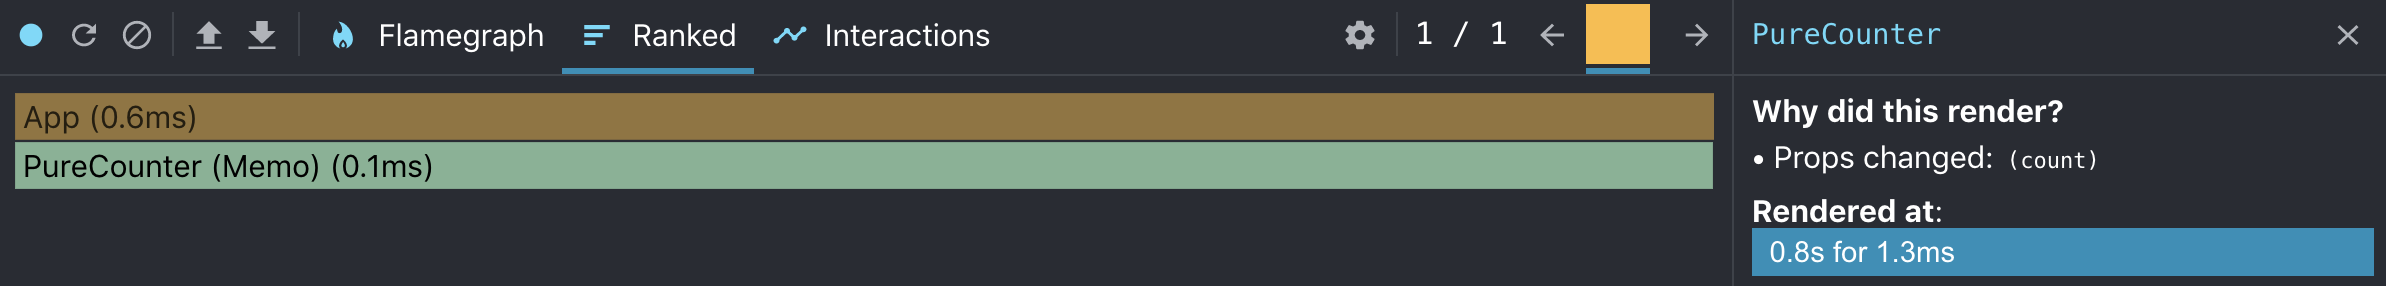 Flamegraph Ranked Interactions 1 / 1 PureCounter
App (0.6ms)
PureCounter (Memo) (0.1ms)
Why did this render?
• Props changed: (count)
Rendered at:
0.8s for 1.3ms